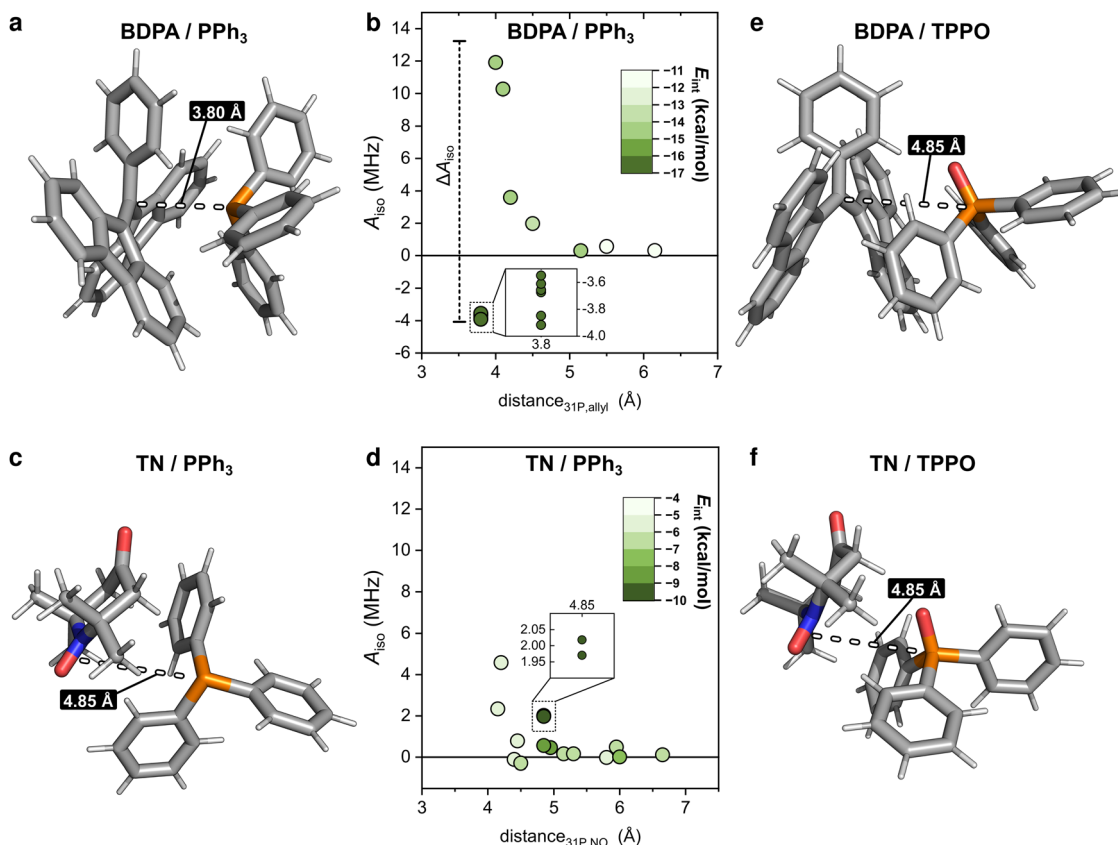 a
BDPA / PPh3
3.80 Å
b
BDPA / PPh3
14
12
10
8
6
4
2
0
-2
-4
-6
Aiso (MHz)
ΔAiso
-11
-12
-13
-14
-15
-16
-17
Eint (kcal/mol)
-3.6
-3.8
-4.0
3.8
3 4 5 6 7
distance31P,allyl (Å)
e
BDPA / TPPO
4.85 Å
c
TN / PPh3
4.85 Å
d
TN / PPh3
14
12
10
8
6
4
2
0
Aiso (MHz)
-4
-5
-6
-7
-8
-9
-10
Eint (kcal/mol)
4.85
2.05
2.00
1.95
3 4 5 6 7
distance31P,NO (Å)
f
TN / TPPO
4.85 Å